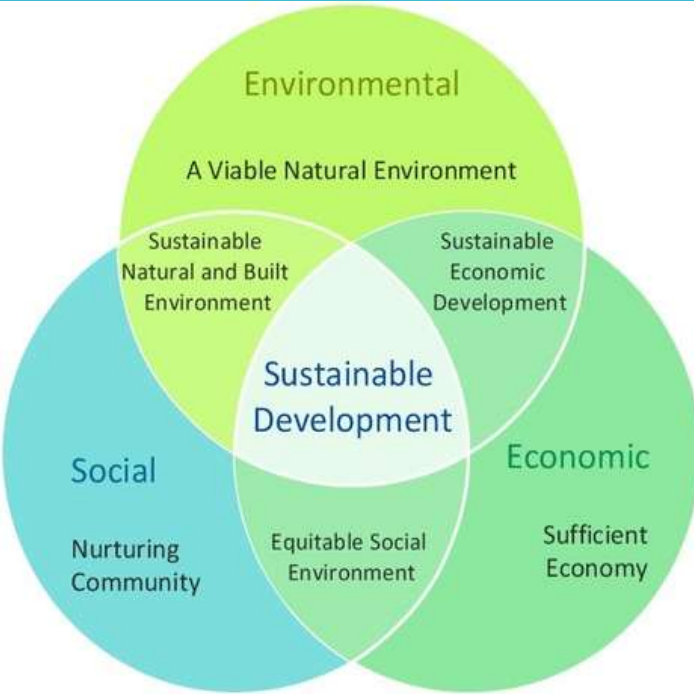 Environmental
A Viable Natural Environment
Sustainable
Natural and Built
Environment
Sustainable
Economic
Development
Sustainable
Development
Social
Nurturing
Community
Economic
Sufficient
Economy
Equitable Social
Environment